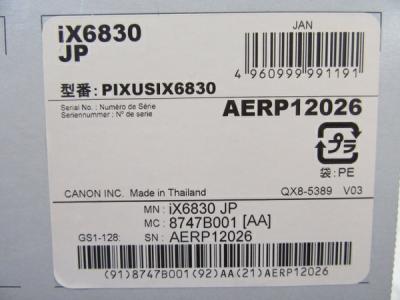 iX6830
JP
JAN
4 960999 991191
型番: PIXUSIX6830
Serial No. : Numéro de Série
Seriennummer : Nº de serie
AERP12026
プラ
袋: PE
CANON INC. Made in Thailand
QX8-5389 V03
MN: iX6830 JP
MC: 8747B001 [AA]
GS1-128: SN: AERP12026
(91)8747B001(92)AA(21)AERP12026